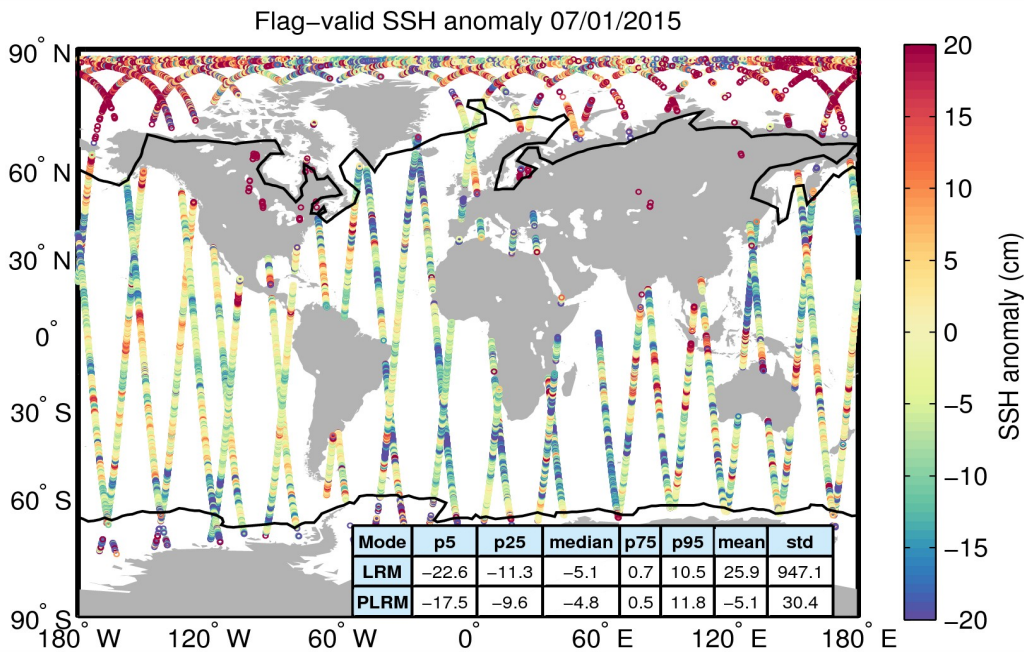 Flag−valid SSH anomaly 07/01/2015
90° N
60° N
30° N
0°
30° S
60° S
90° S
180° W
120° W
60° W
0°
60° E
120° E
180° E
Mode p5 p25 median p75 p95 mean std
LRM −22.6 −11.3 −5.1 0.7 10.5 25.9 947.1
PLRM −17.5 −9.6 −4.8 0.5 11.8 −5.1 30.4
20
15
10
5
0
−5
−10
−15
−20
SSH anomaly (cm)